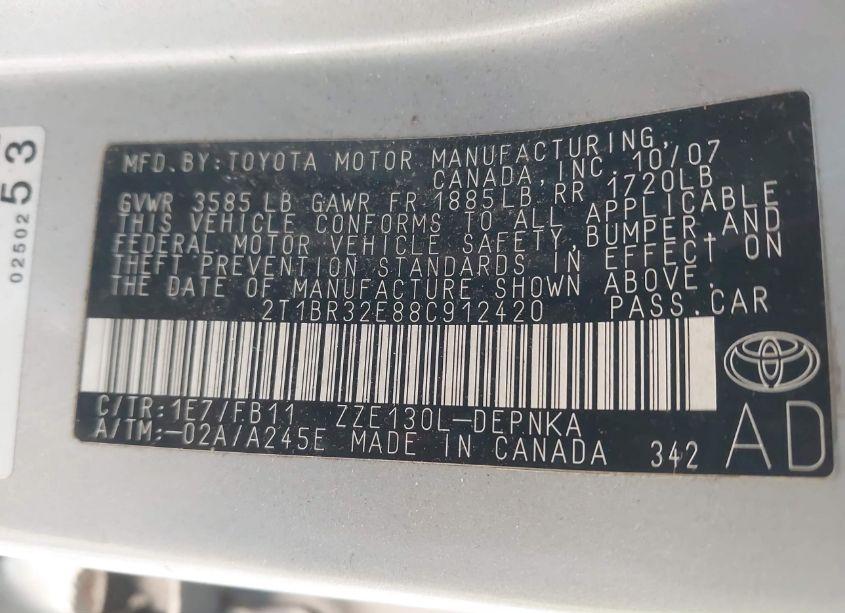 MFD.BY:TOYOTA MOTOR MANUFACTURING,
CANADA,INC. 10/07
GVWR 3585 LB GAWR FR 1885LB RR 1720LB
THIS VEHICLE CONFORMS TO ALL APPLICABLE
FEDERAL MOTOR VEHICLE SAFETY,BUMPER,AND
THEFT PREVENTION STANDARDS IN EFFECT ON
THE DATE OF MANUFACTURE SHOWN ABOVE.
2T1BR32E88C912420 PASS.CAR
C/TR:1E7/FB11 ZZE130L-DEPNKA
A/TM:-02A/A245E MADE IN CANADA 342
AD
02502
53